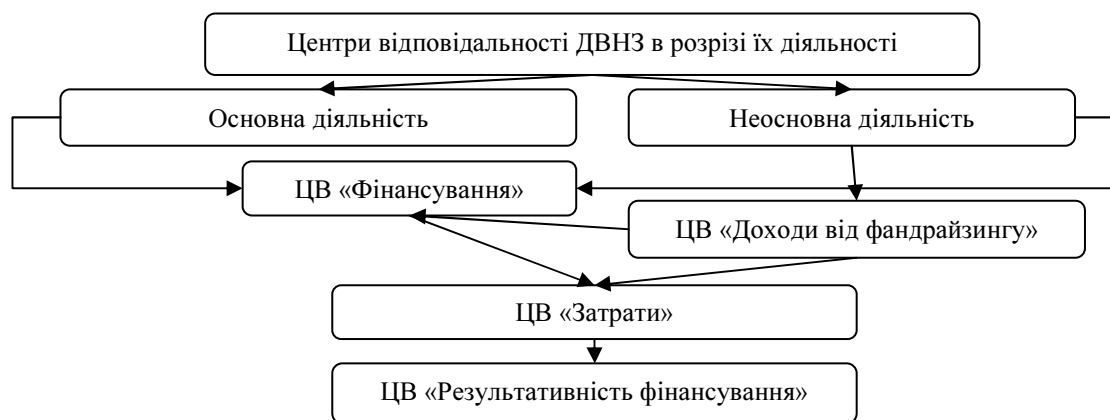 Центри відповідальності ДВНЗ в розрізі їх діяльності
Основна діяльність
Неосновна діяльність
ЦВ «Фінансування»
ЦВ «Доходи від фандрайзингу»
ЦВ «Затрати»
ЦВ «Результативність фінансування»